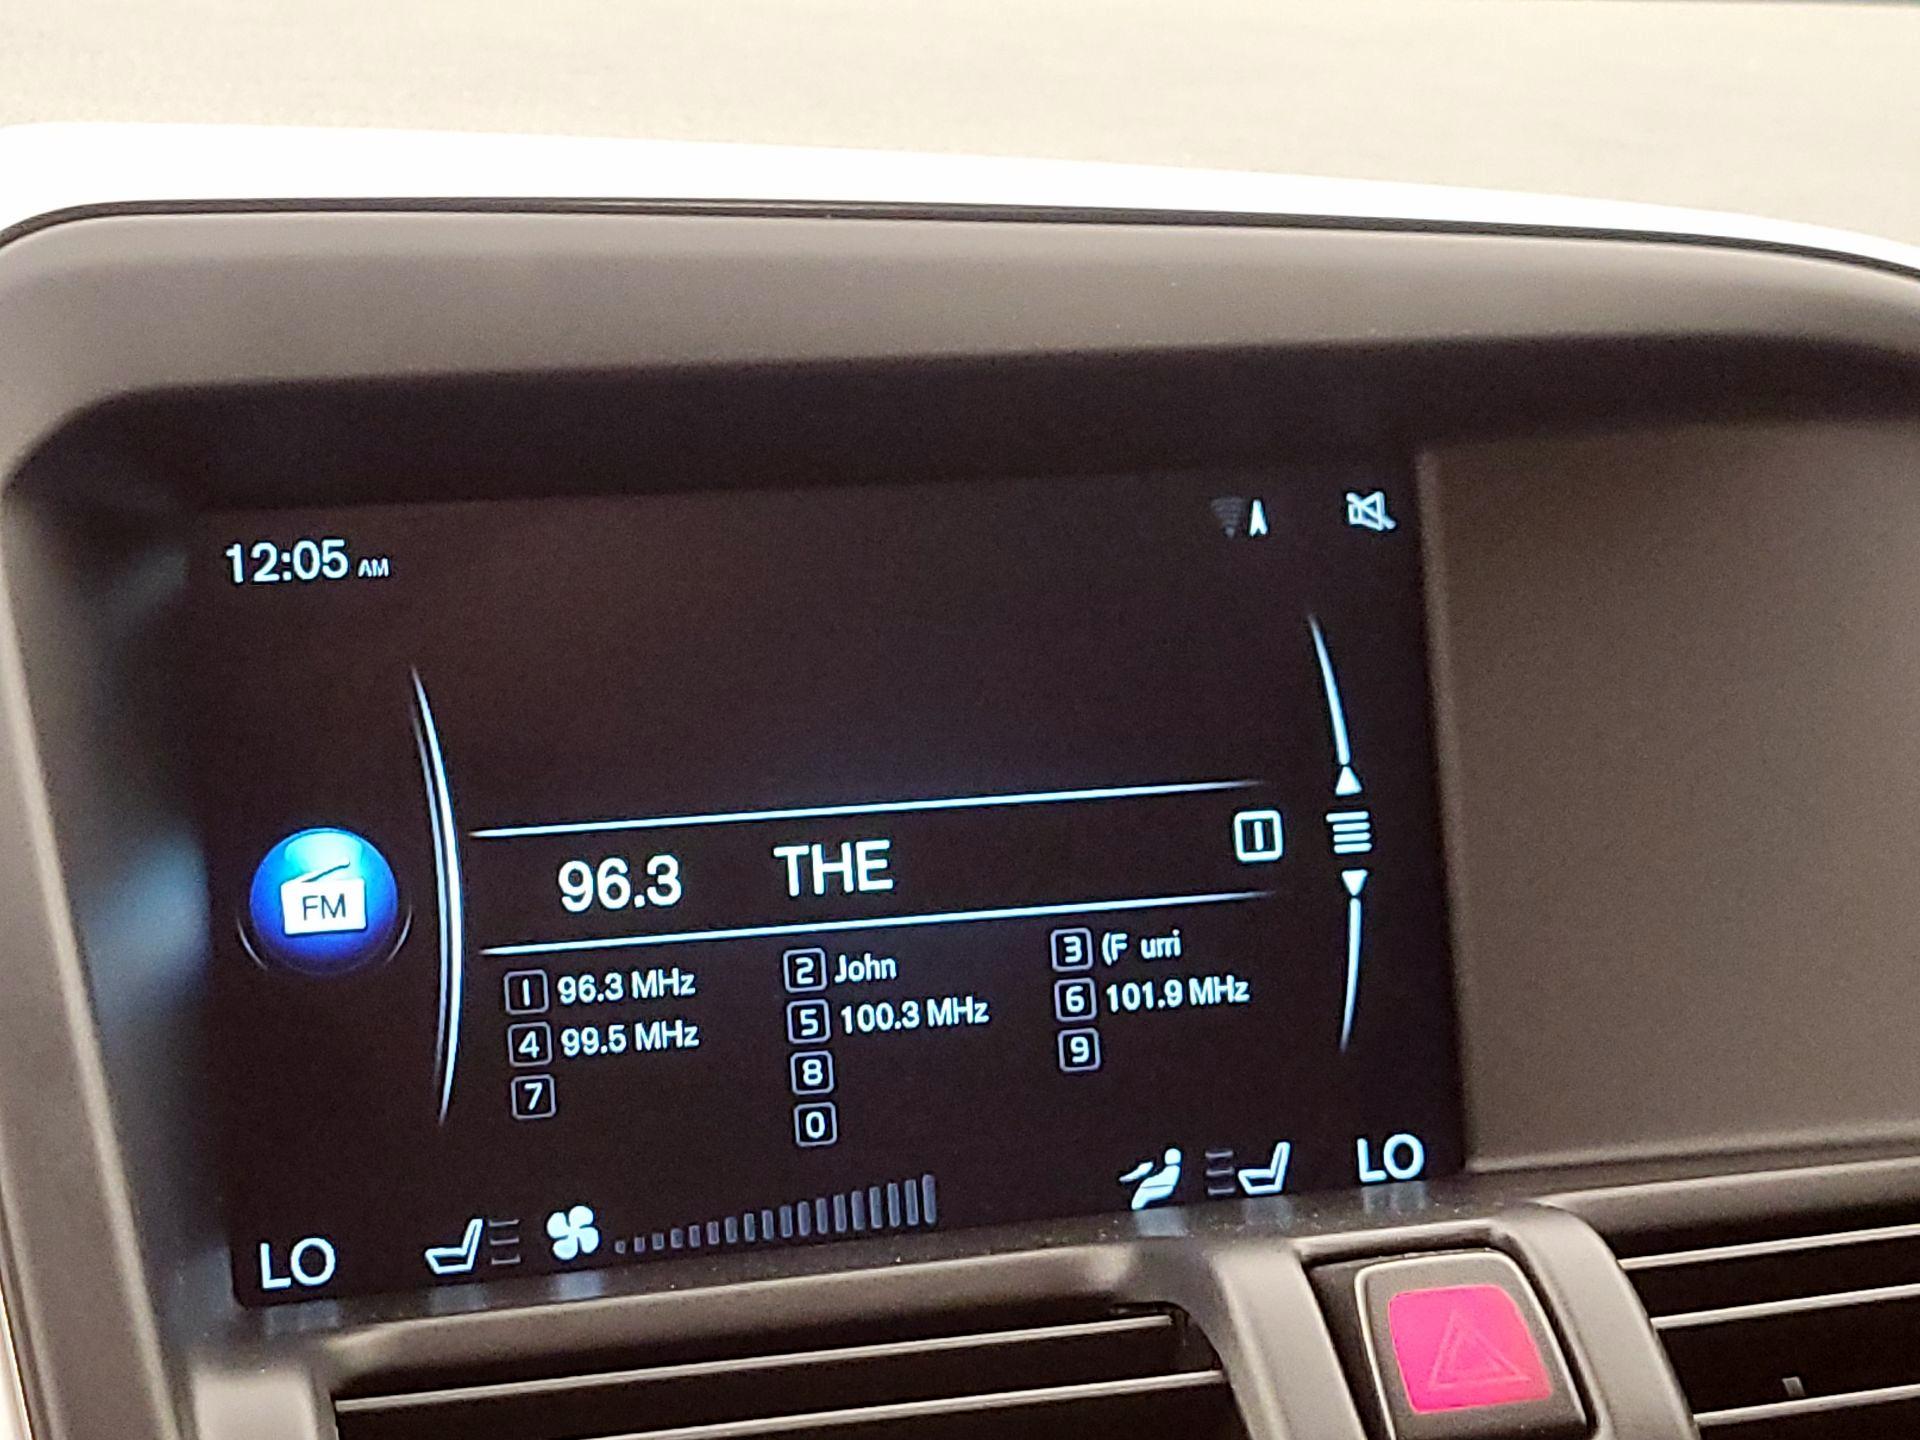 12:05 AM
FM
96.3 THE 1
1 96.3 MHz 2 John 3 (F urri
4 99.5 MHz 5 100.3 MHz 6 101.9 MHz
7 8 9
0
LO LO